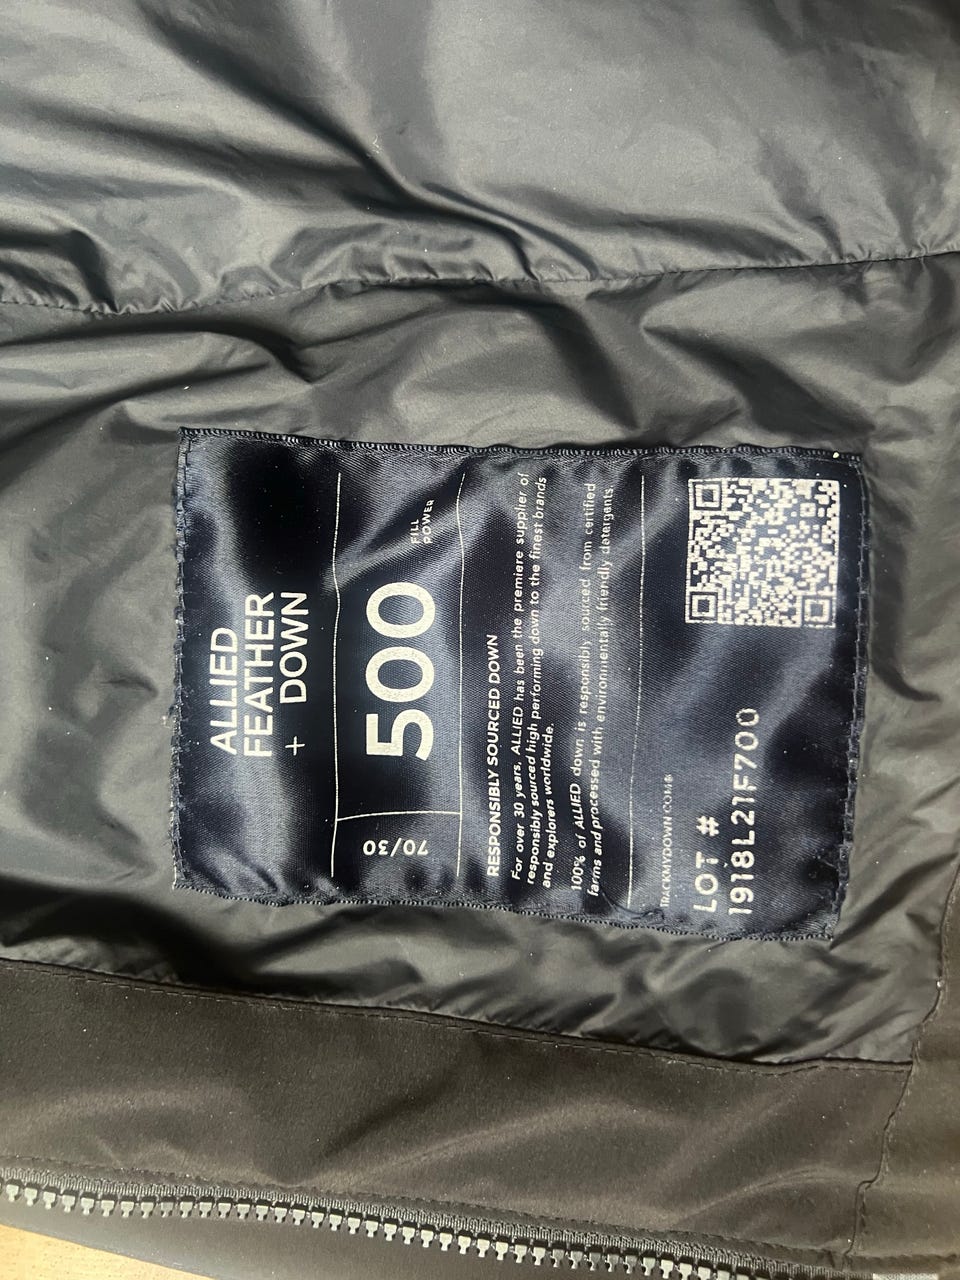 ALLIED
FEATHER
+ DOWN
70/30
500
FILL
POWER
RESPONSIBLY SOURCED DOWN
For over 30 years, ALLIED has been the premiere supplier of
responsibly sourced high performing down to the finest brands
and explorers worldwide.
100% of ALLIED down is responsibly sourced from certified
farms and processed with environmentally friendly detergents.
TRACKMYDOWN.COM®
LOT #
1918L21F700